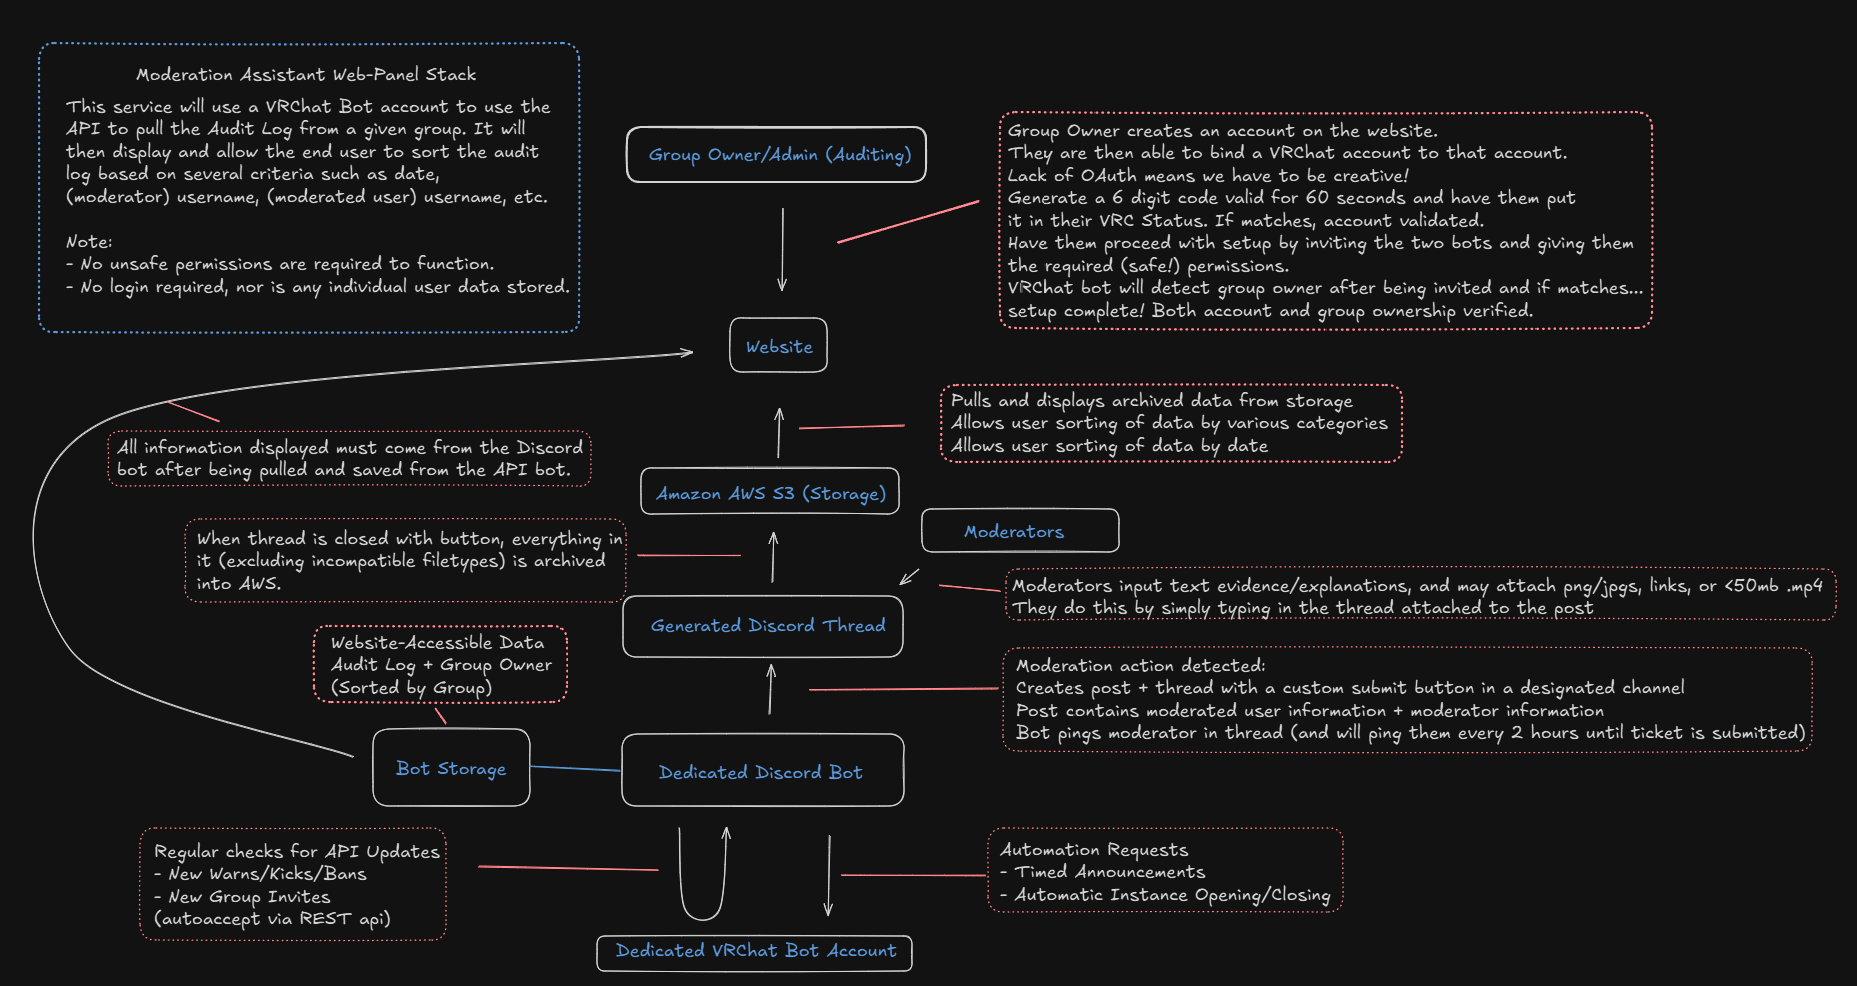 Moderation Assistant Web-Panel Stack
This service will use a VRChat Bot account to use the
API to pull the Audit Log from a given group. It will
then display and allow the end user to sort the audit
log based on several criteria such as date,
(moderator) username, (moderated user) username, etc.
Note:
- No unsafe permissions are required to function.
- No login required, nor is any individual user data stored.
Group Owner/Admin (Auditing)
Group Owner creates an account on the website.
They are then able to bind a VRChat account to that account.
Lack of OAuth means we have to be creative!
Generate a 6 digit code valid for 60 seconds and have them put
it in their VRC Status. If matches, account validated.
Have them proceed with setup by inviting the two bots and giving them
the required (safe!) permissions.
VRChat bot will detect group owner after being invited and if matches...
setup complete! Both account and group ownership verified.
Website
Pulls and displays archived data from storage
Allows user sorting of data by various categories
Allows user sorting of data by date
All information displayed must come from the Discord
bot after being pulled and saved from the API bot.
Amazon AWS S3 (Storage)
Moderators
When thread is closed with button, everything in
it (excluding incompatible filetypes) is archived
into AWS.
Moderators input text evidence/explanations, and may attach png/jpgs, links, or <50mb .mp4
They do this by simply typing in the thread attached to the post
Generated Discord Thread
Website-Accessible Data
Audit Log + Group Owner
(Sorted by Group)
Moderation action detected:
Creates post + thread with a custom submit button in a designated channel
Post contains moderated user information + moderator information
Bot pings moderator in thread (and will ping them every 2 hours until ticket is submitted)
Bot Storage
Dedicated Discord Bot
Regular checks for API Updates
- New Warns/Kicks/Bans
- New Group Invites
(autoaccept via REST api)
Automation Requests
- Timed Announcements
- Automatic Instance Opening/Closing
Dedicated VRChat Bot Account